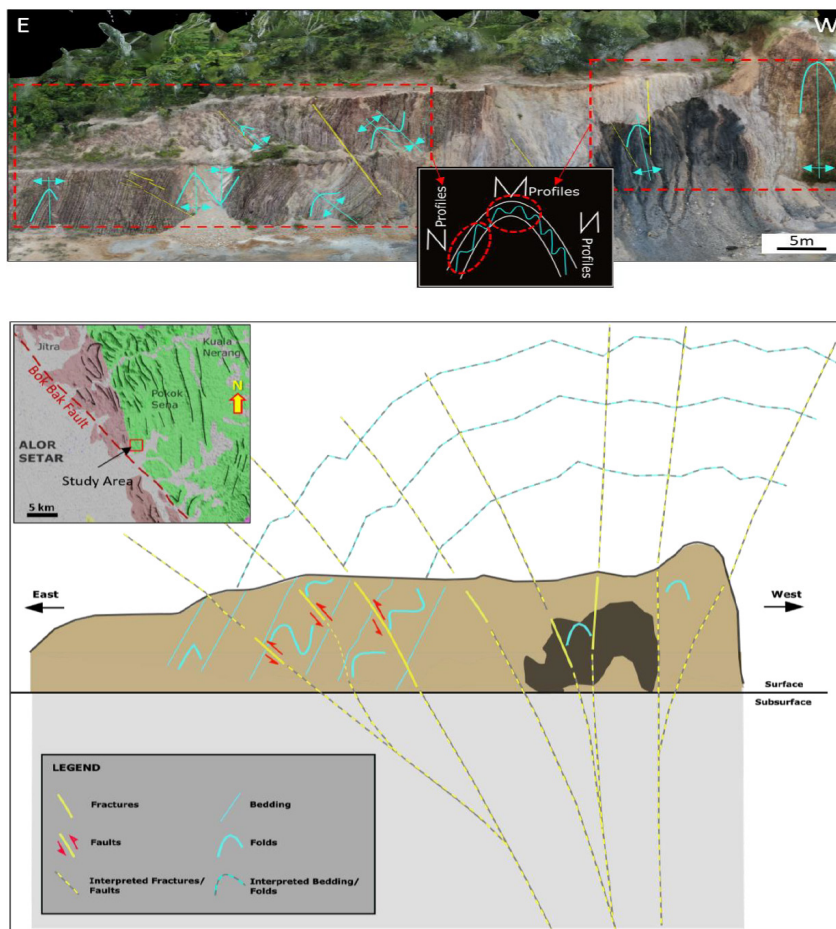 E
W
Z Profiles
M Profiles
S Profiles
5m
Jitra
Kuala
Nerang
N
Bok Bak Fault
Pokok
Sena
ALOR
SETAR
Study Area
5 km
East
West
Surface
Subsurface
LEGEND
Fractures
Bedding
Faults
Folds
Interpreted Fractures/
Faults
Interpreted Bedding/
Folds